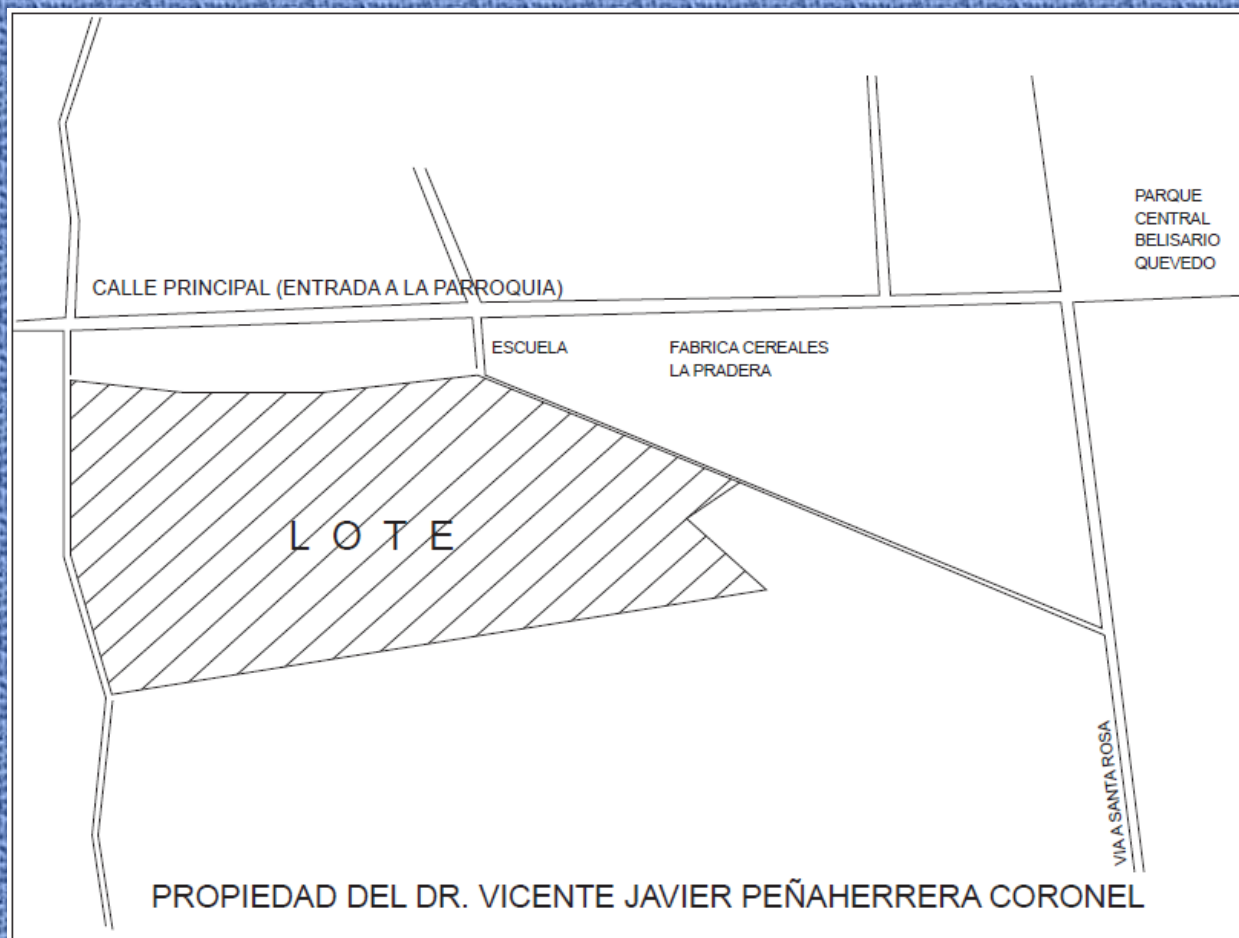 PARQUE
CENTRAL
BELISARIO
QUEVEDO
CALLE PRINCIPAL (ENTRADA A LA PARROQUIA)
ESCUELA
FABRICA CEREALES
LA PRADERA
L O T E
VIA A SANTA ROSA
PROPIEDAD DEL DR. VICENTE JAVIER PEÑAHERRERA CORONEL